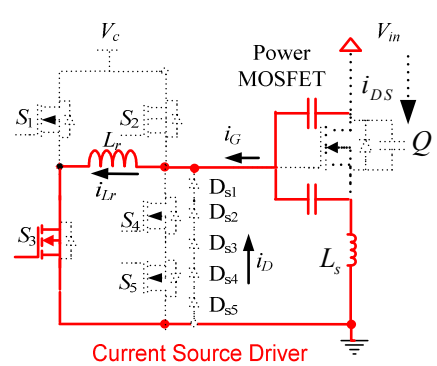 V_c
V_in
Power
MOSFET
i_DS
S_1
S_2
L_r
i_G
Q
i_Lr
D_s1
S_3
S_4
D_s2
D_s3
i_D
L_s
S_5
D_s4
D_s5
Current Source Driver